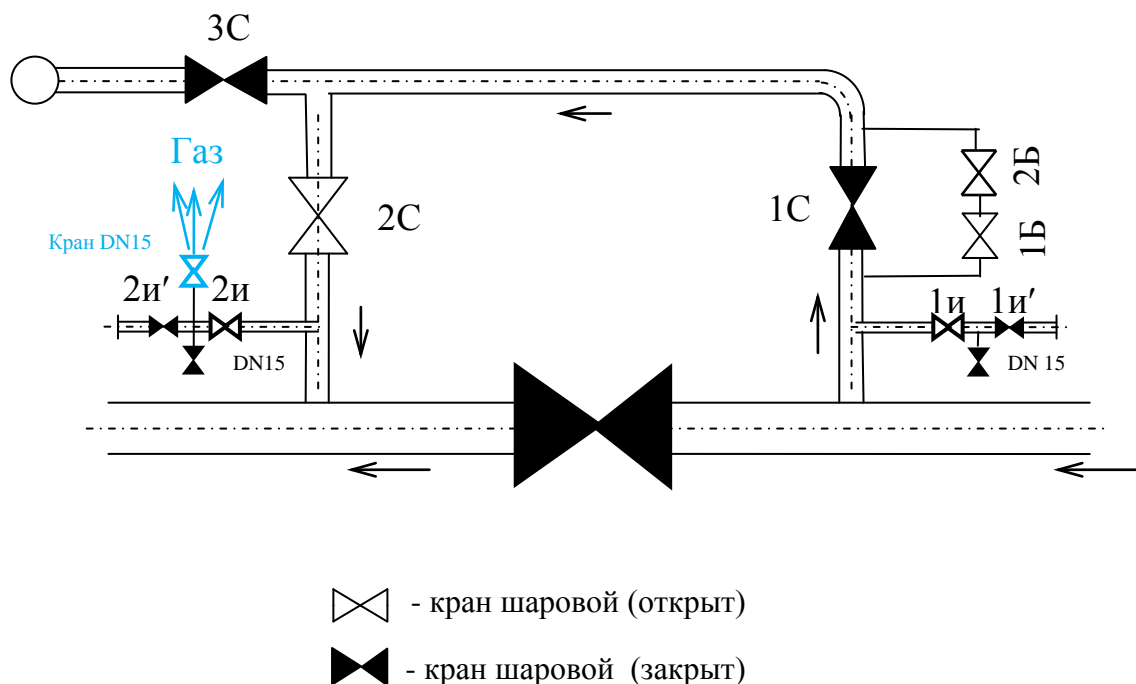 3С
Газ
2Б
2С
1С
Кран DN15
1Б
2и′
2и
1и
1и′
DN15
DN 15
- кран шаровой (открыт)
- кран шаровой (закрыт)